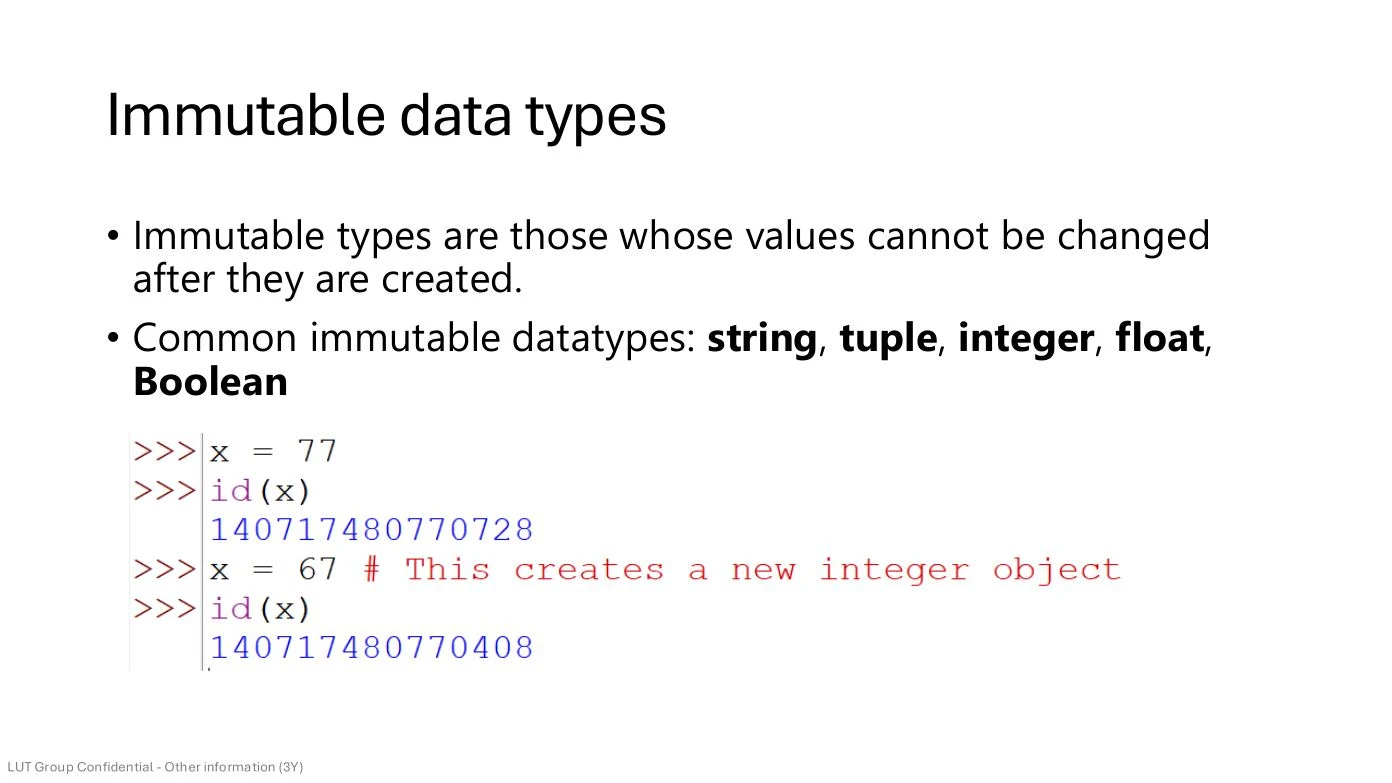 Immutable data types
• Immutable types are those whose values cannot be changed
after they are created.
• Common immutable datatypes: string, tuple, integer, float,
Boolean
>>> x = 77
>>> id(x)
140717480770728
>>> x = 67 # This creates a new integer object
>>> id(x)
140717480770408
LUT Group Confidential - Other information (3Y)